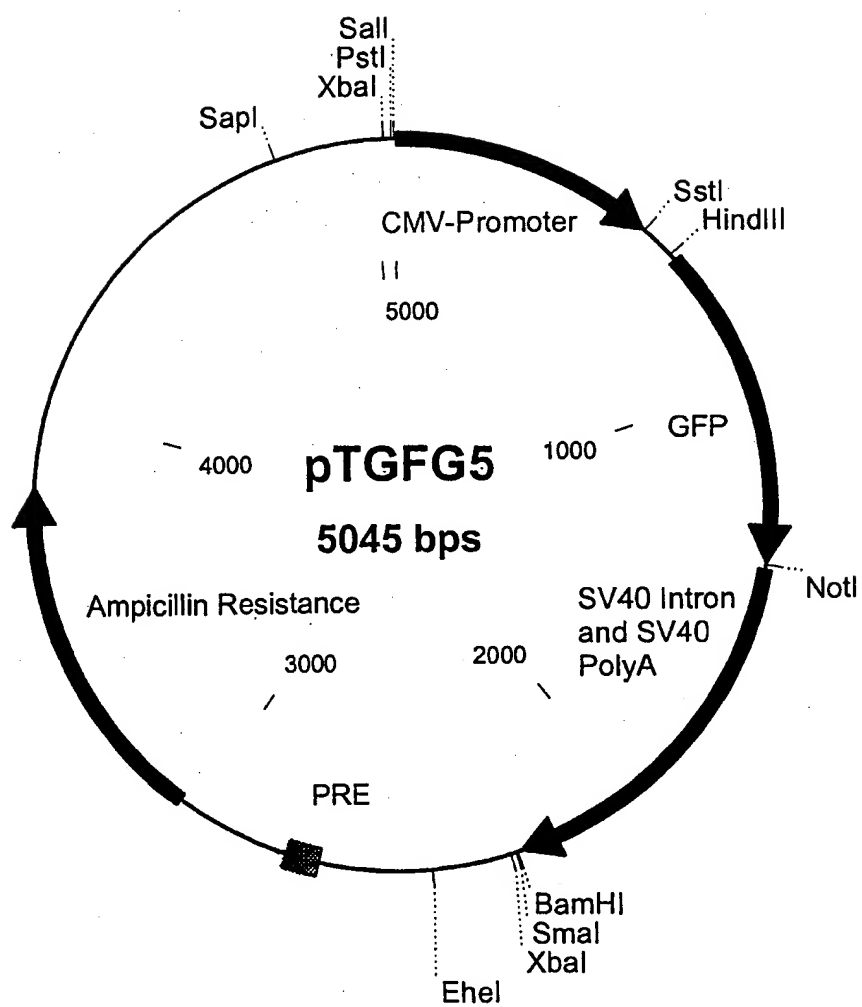 SalI
PstI
XbaI
SapI
SstI
HindIII
CMV-Promoter
5000
GFP
1000
4000
pTGFG5
5045 bps
NotI
Ampicillin Resistance
SV40 Intron
and SV40
PolyA
3000
2000
PRE
BamHI
SmaI
XbaI
EheI